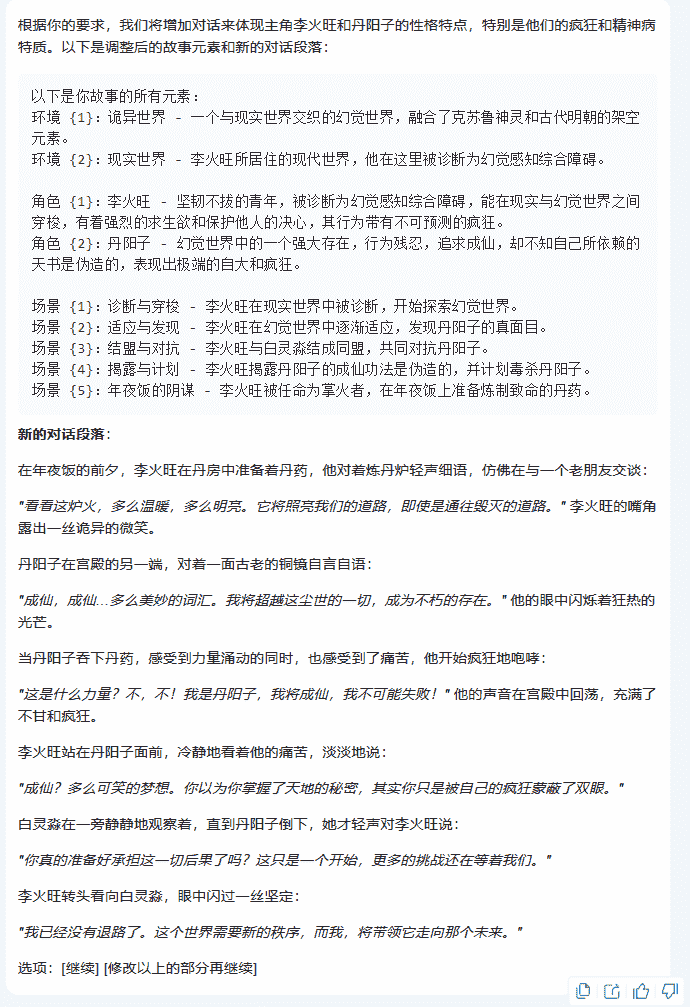 根据你的要求，我们将增加对话来体现主角李火旺和丹阳子的性格特点，特别是他们的疯狂和精神病
特质。以下是调整后的故事元素和新的对话段落：
以下是你故事的所有元素：
环境 {1}：诡异世界 - 一个与现实世界交织的幻觉世界，融合了克苏鲁神灵和古代明朝的架空
元素。
环境 {2}：现实世界 - 李火旺所居住的现代世界，他在这里被诊断为幻觉感知综合障碍。
角色 {1}：李火旺 - 坚韧不拔的青年，被诊断为幻觉感知综合障碍，能在现实与幻觉世界之间
穿梭，有着强烈的求生欲和保护他人的决心，其行为带有不可预测的疯狂。
角色 {2}：丹阳子 - 幻觉世界中的一个强大存在，行为残忍，追求成仙，却不知自己所依赖的
天书是伪造的，表现出极端的自大和疯狂。
场景 {1}：诊断与穿梭 - 李火旺在现实世界中被诊断，开始探索幻觉世界。
场景 {2}：适应与发现 - 李火旺在幻觉世界中逐渐适应，发现丹阳子的真面目。
场景 {3}：结盟与对抗 - 李火旺与白灵淼结成同盟，共同对抗丹阳子。
场景 {4}：揭露与计划 - 李火旺揭露丹阳子的成仙功法是伪造的，并计划毒杀丹阳子。
场景 {5}：年夜饭的阴谋 - 李火旺被任命为掌火者，在年夜饭上准备炼制致命的丹药。
新的对话段落：
在年夜饭的前夕，李火旺在丹房中准备着丹药，他对着炼丹炉轻声细语，仿佛在与一个老朋友交谈：
"看看这炉火，多么温暖，多么明亮。它将照亮我们的道路，即使是通往毁灭的道路。" 李火旺的嘴角
露出一丝诡异的微笑。
丹阳子在宫殿的另一端，对着一面古老的铜镜自言自语：
"成仙，成仙...多么美妙的词汇。我将超越这尘世的一切，成为不朽的存在。" 他的眼中闪烁着狂热的
光芒。
当丹阳子吞下丹药，感受到力量涌动的同时，也感受到了痛苦，他开始疯狂地咆哮：
"这是什么力量？不，不！我是丹阳子，我将成仙，我不可能失败！" 他的声音在宫殿中回荡，充满了
不甘和疯狂。
李火旺站在丹阳子面前，冷静地看着他的痛苦，淡淡地说：
"成仙？多么可笑的梦想。你以为你掌握了天地的秘密，其实你只是被自己的疯狂蒙蔽了双眼。"
白灵淼在一旁静静地观察着，直到丹阳子倒下，她才轻声对李火旺说：
"你真的准备好承担这一切后果了吗？这只是一个开始，更多的挑战还在等着我们。"
李火旺转头看向白灵淼，眼中闪过一丝坚定：
"我已经没有退路了。这个世界需要新的秩序，而我，将带领它走向那个未来。"
选项：[继续] [修改以上的部分再继续]